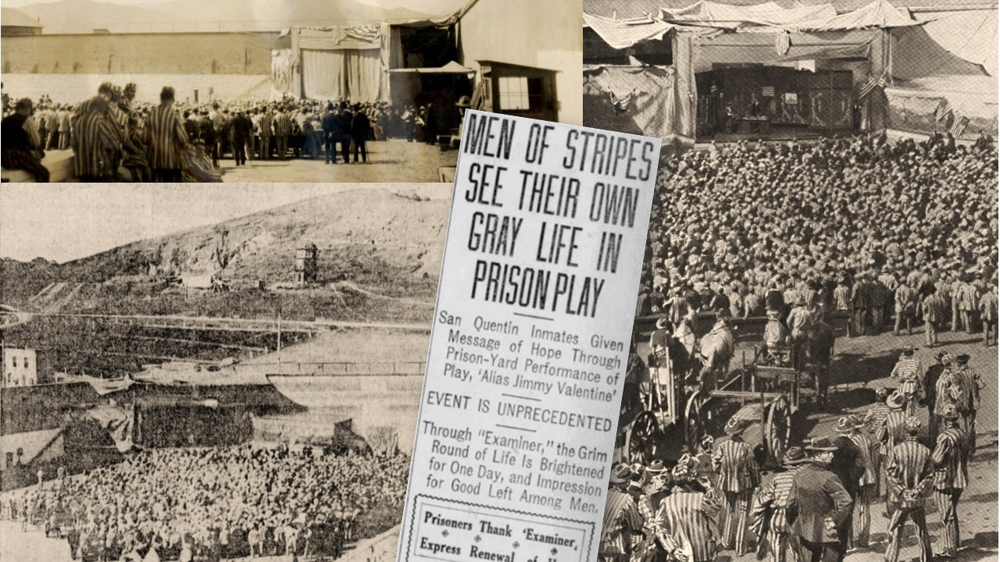 MEN OF STRIPES
SEE THEIR OWN
GRAY LIFE IN
PRISON PLAY
San Quentin Inmates Given
Message of Hope Through
Prison-Yard Performance of
Play, 'Alias Jimmy Valentine'
EVENT IS UNPRECEDENTED
Through "Examiner," the Grim
Round of Life Is Brightened
for One Day, and Impression
for Good Left Among Men.
Prisoners Thank 'Examiner,'
Express Renewal of